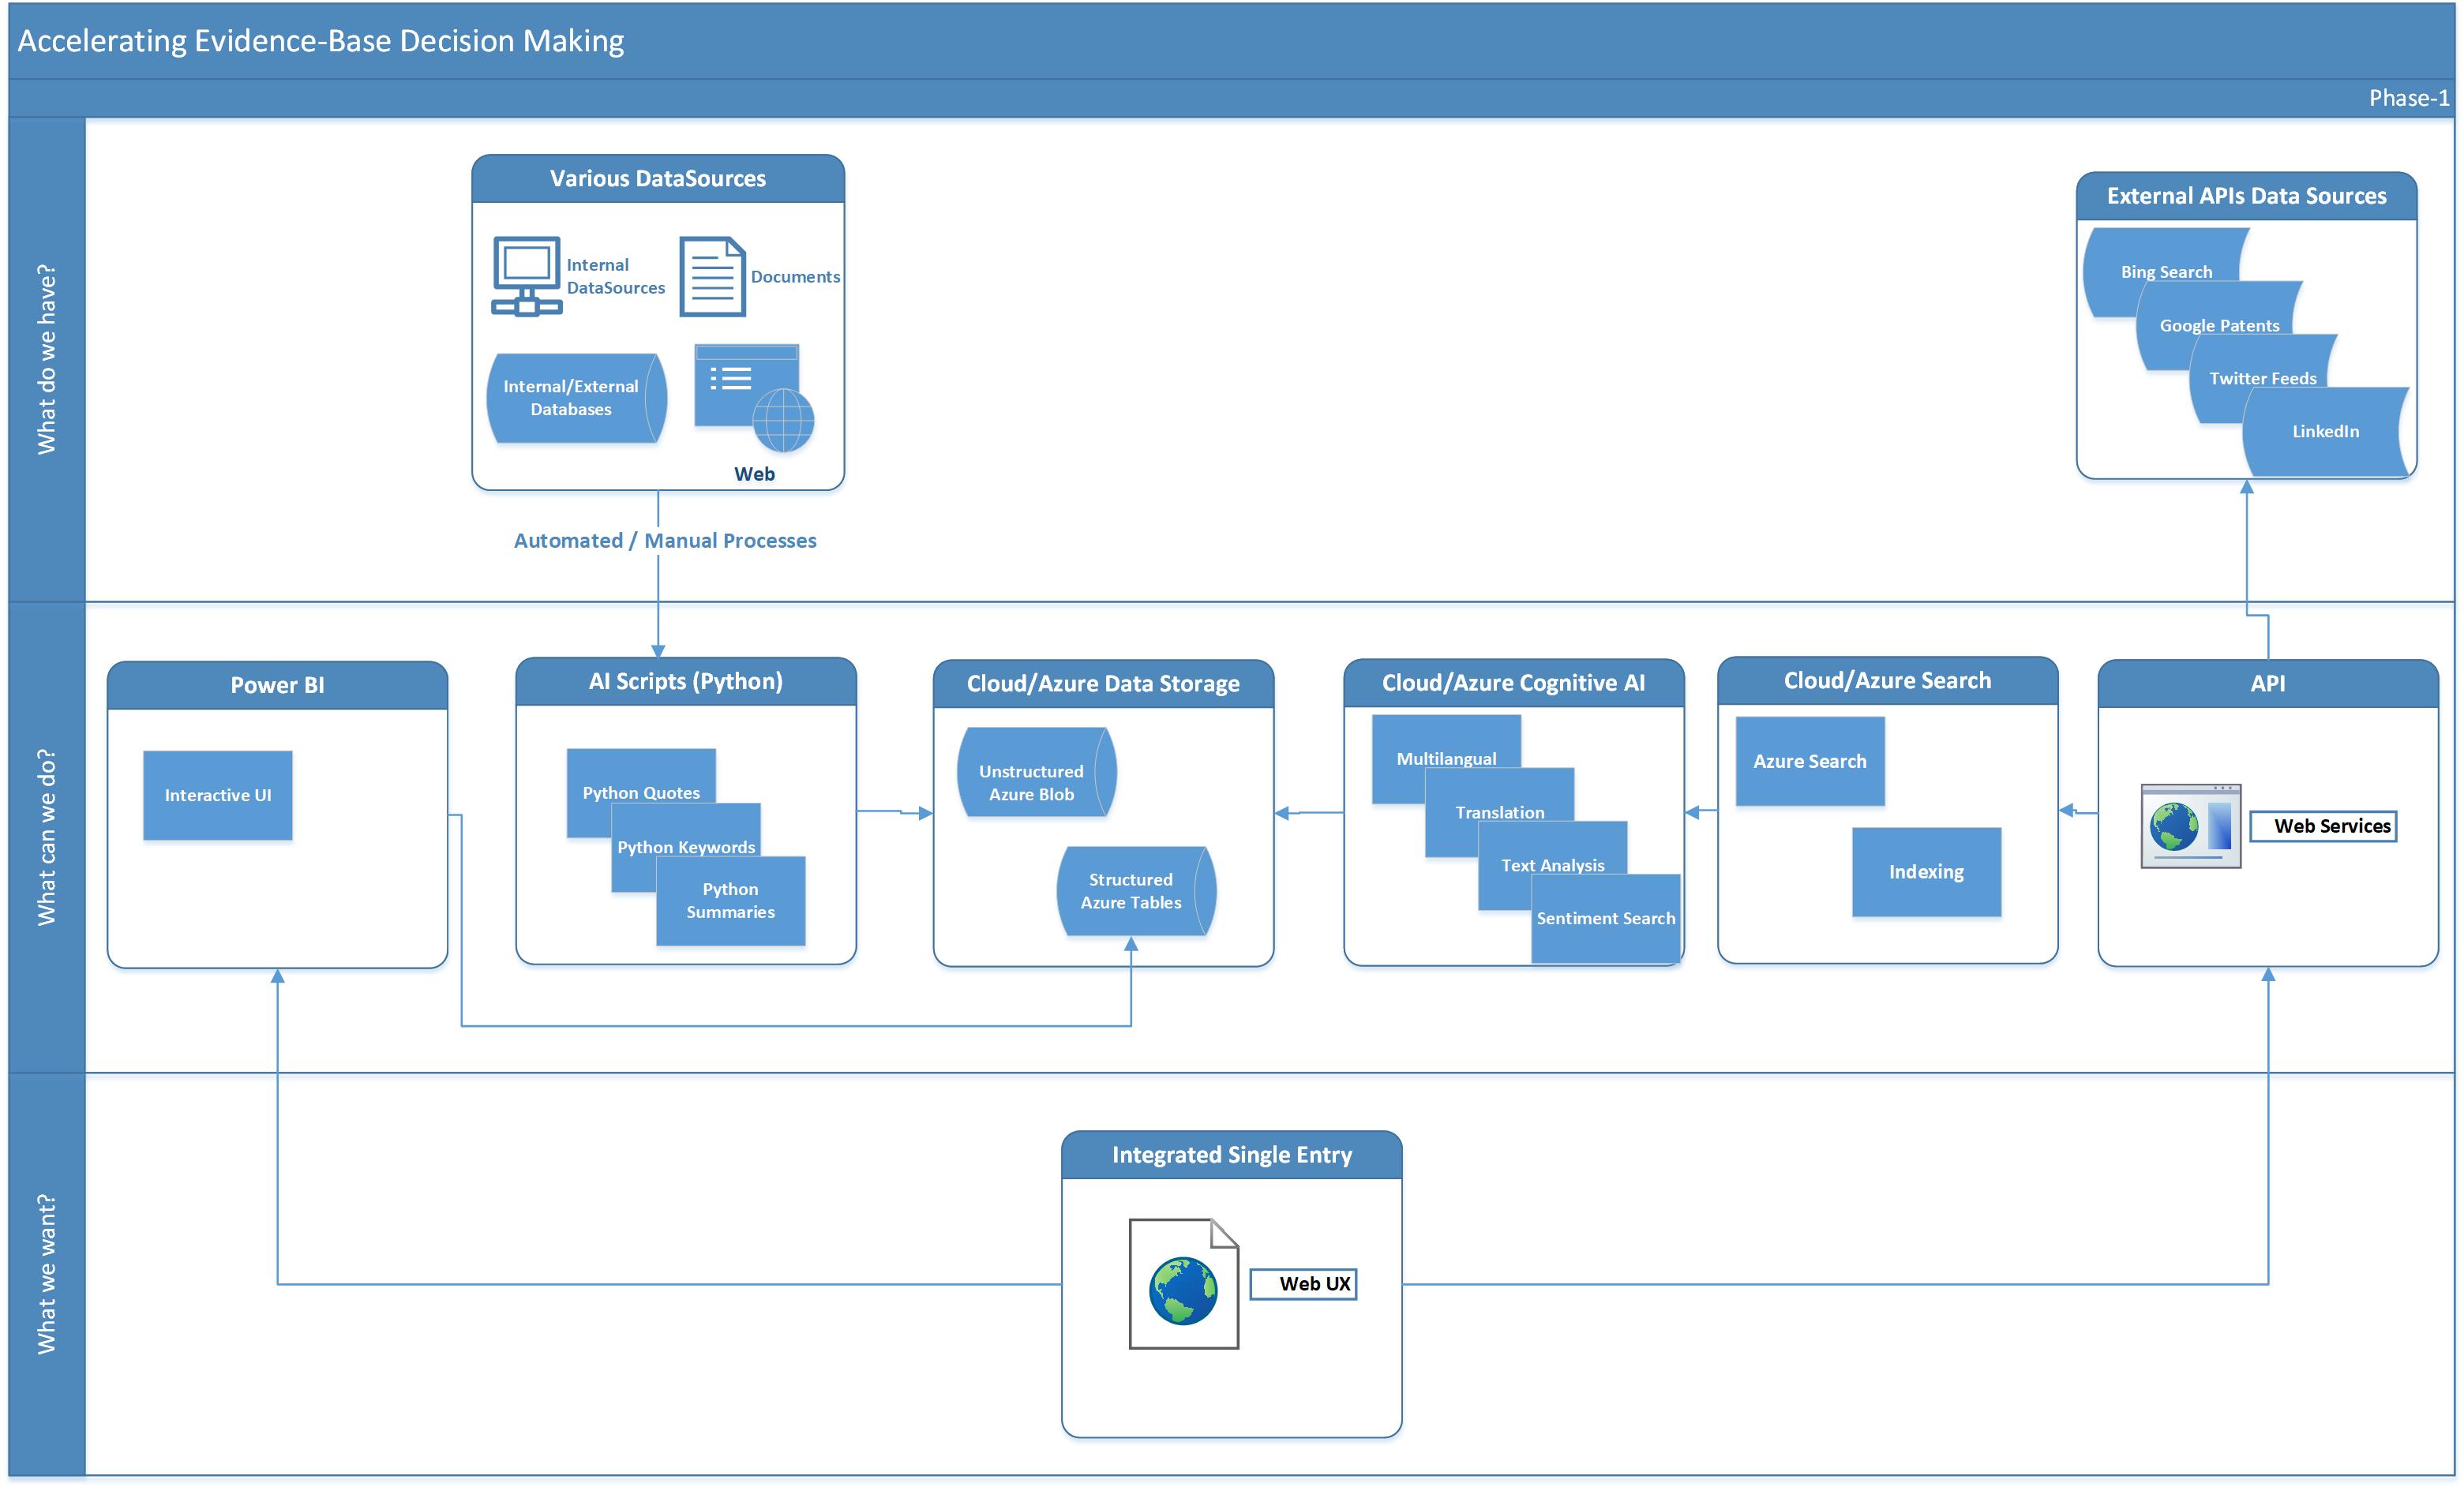 Accelerating Evidence-Base Decision Making
Phase-1
What do we have?
Various DataSources
Internal
DataSources
Documents
Internal/External
Databases
Web
Automated / Manual Processes
External APIs Data Sources
Bing Search
Google Patents
Twitter Feeds
LinkedIn
What can we do?
Power BI
Interactive UI
AI Scripts (Python)
Python Quotes
Python Keywords
Python
Summaries
Cloud/Azure Data Storage
Unstructured
Azure Blob
Structured
Azure Tables
Cloud/Azure Cognitive AI
Multilangual
Translation
Text Analysis
Sentiment Search
Cloud/Azure Search
Azure Search
Indexing
API
Web Services
What we want?
Integrated Single Entry
Web UX